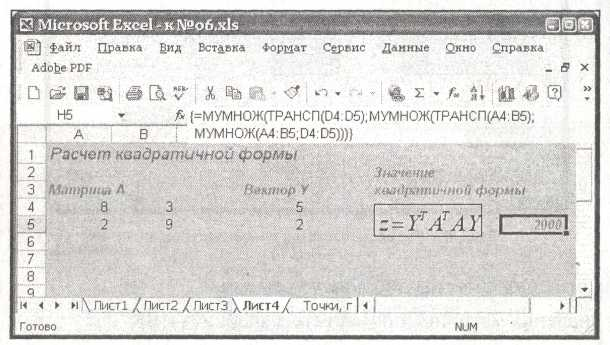 Microsoft Excel - к №06.xls
Файл Правка Вид Вставка Формат Сервис Данные Окно Справка
Adobe PDF
H5 fx {=МУМНОЖ(ТРАНСП(D4:D5);МУМНОЖ(ТРАНСП(A4:B5);
МУМНОЖ(A4:B5;D4:D5)))}
A B
1 Расчет квадратичной формы
2 Значение
3 Матрица А Вектор Y квадратичной формы
4 8 3 5
5 2 9 2 z=YᵀAᵀAY 2000
6
7
8
9
Лист1 Лист2 Лист3 Лист4 Точки, г
Готово NUM